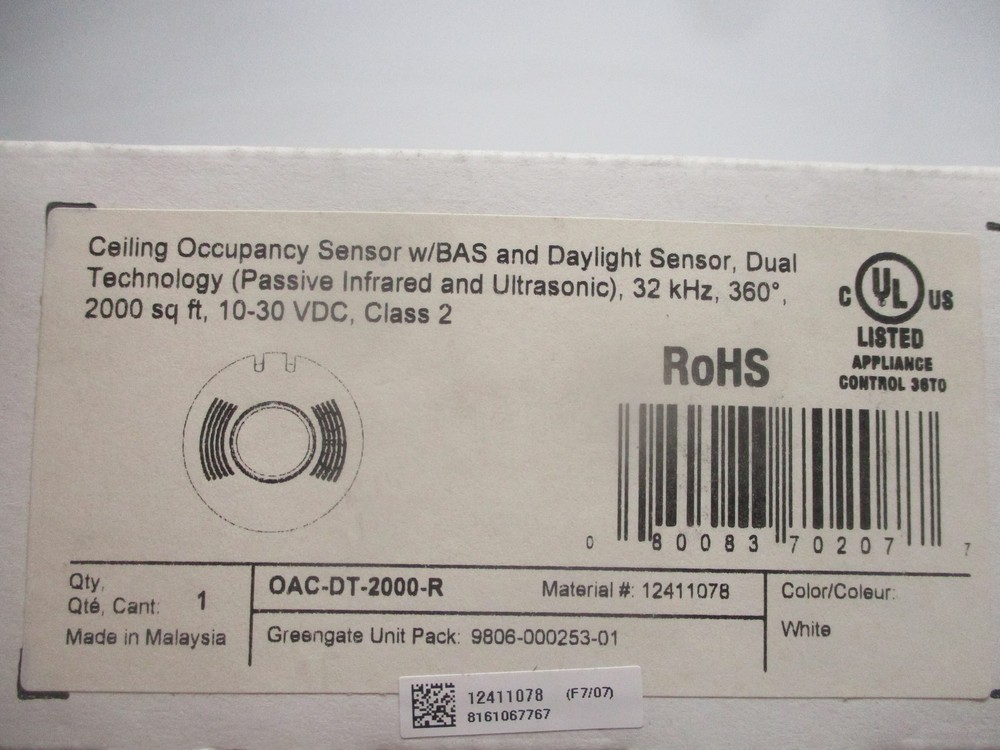 Ceiling Occupancy Sensor w/BAS and Daylight Sensor, Dual
Technology (Passive Infrared and Ultrasonic), 32 kHz, 360°,
2000 sq ft, 10-30 VDC, Class 2
C UL US
LISTED
APPLIANCE
CONTROL 36T0
RoHS
0 80083 70207 7
Qty,
Qté, Cant: 1
Made in Malaysia
OAC-DT-2000-R Material #: 12411078
Greengate Unit Pack: 9806-000253-01
Color/Coleur:
White
12411078 (F7/07)
8161067767